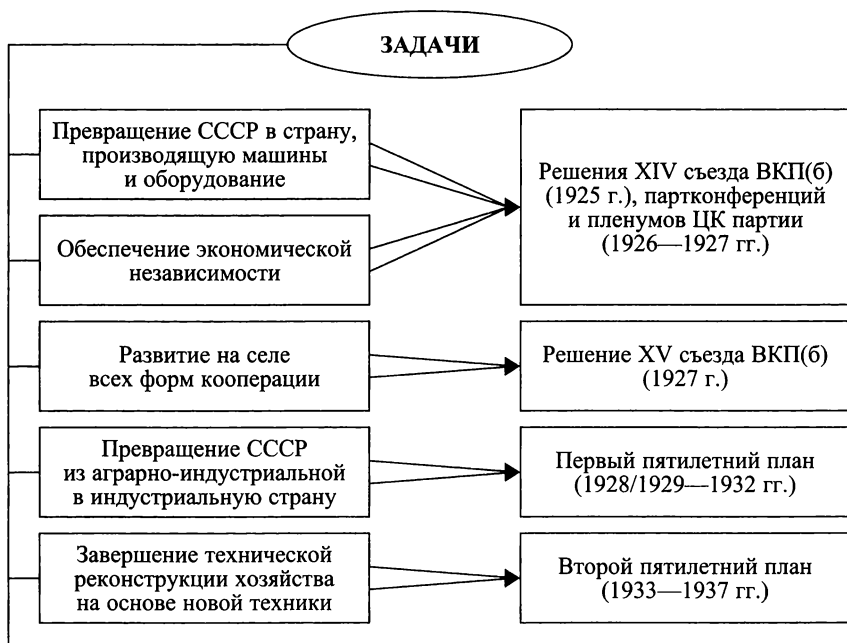 ЗАДАЧИ
Превращение СССР в страну,
производящую машины
и оборудование
Обеспечение экономической
независимости
Решения XIV съезда ВКП(б)
(1925 г.), партконференций
и пленумов ЦК партии
(1926—1927 гг.)
Развитие на селе
всех форм кооперации
Решение XV съезда ВКП(б)
(1927 г.)
Превращение СССР
из аграрно-индустриальной
в индустриальную страну
Первый пятилетний план
(1928/1929—1932 гг.)
Завершение технической
реконструкции хозяйства
на основе новой техники
Второй пятилетний план
(1933—1937 гг.)